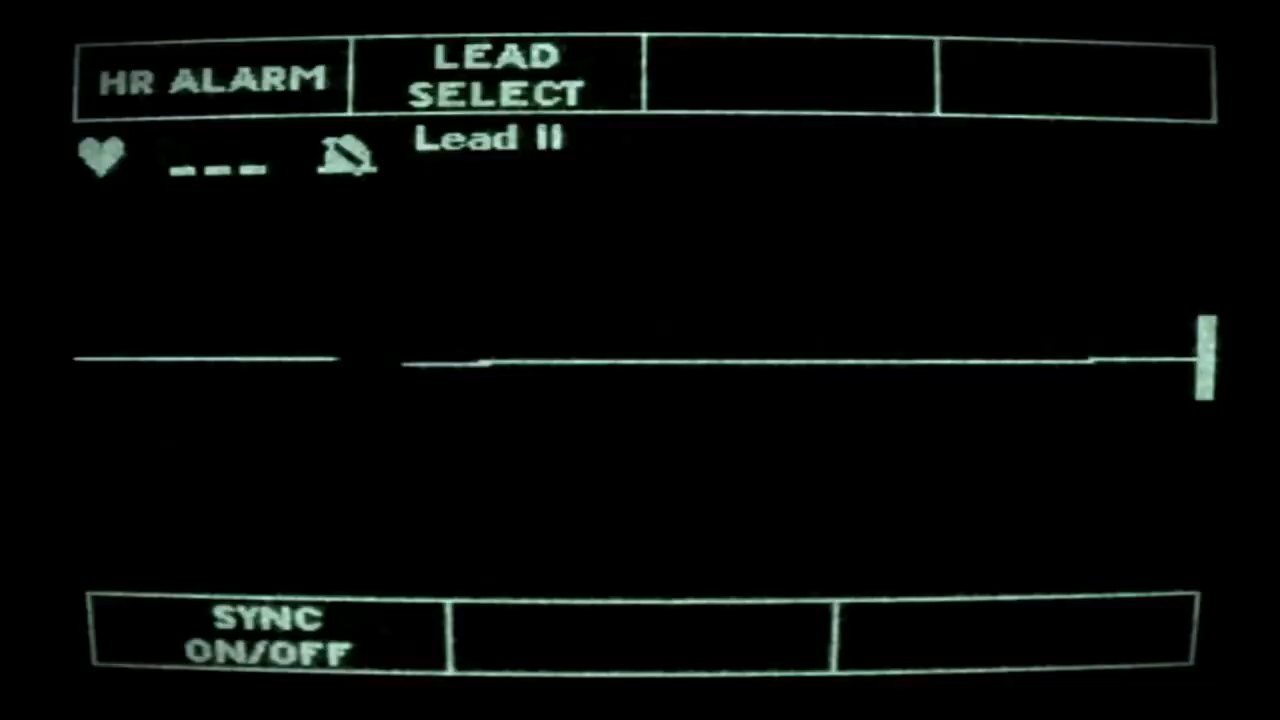 HR ALARM
LEAD
SELECT
Lead II
---
SYNC
ON/OFF